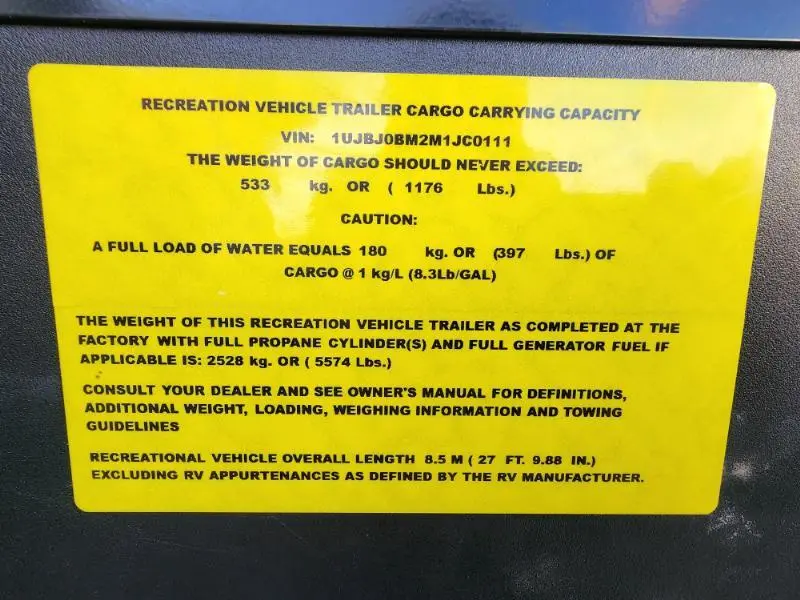 RECREATION VEHICLE TRAILER CARGO CARRYING CAPACITY
VIN: 1UJBJ0BM2M1JC0111
THE WEIGHT OF CARGO SHOULD NEVER EXCEED:
533 kg. OR ( 1176 Lbs.)
CAUTION:
A FULL LOAD OF WATER EQUALS 180 kg. OR (397 Lbs.) OF
CARGO @ 1 kg/L (8.3Lb/GAL)
THE WEIGHT OF THIS RECREATION VEHICLE TRAILER AS COMPLETED AT THE
FACTORY WITH FULL PROPANE CYLINDER(S) AND FULL GENERATOR FUEL IF
APPLICABLE IS: 2528 kg. OR ( 5574 Lbs.)
CONSULT YOUR DEALER AND SEE OWNER'S MANUAL FOR DEFINITIONS,
ADDITIONAL WEIGHT, LOADING, WEIGHING INFORMATION AND TOWING
GUIDELINES
RECREATIONAL VEHICLE OVERALL LENGTH 8.5 M ( 27 FT. 9.88 IN.)
EXCLUDING RV APPURTENANCES AS DEFINED BY THE RV MANUFACTURER.